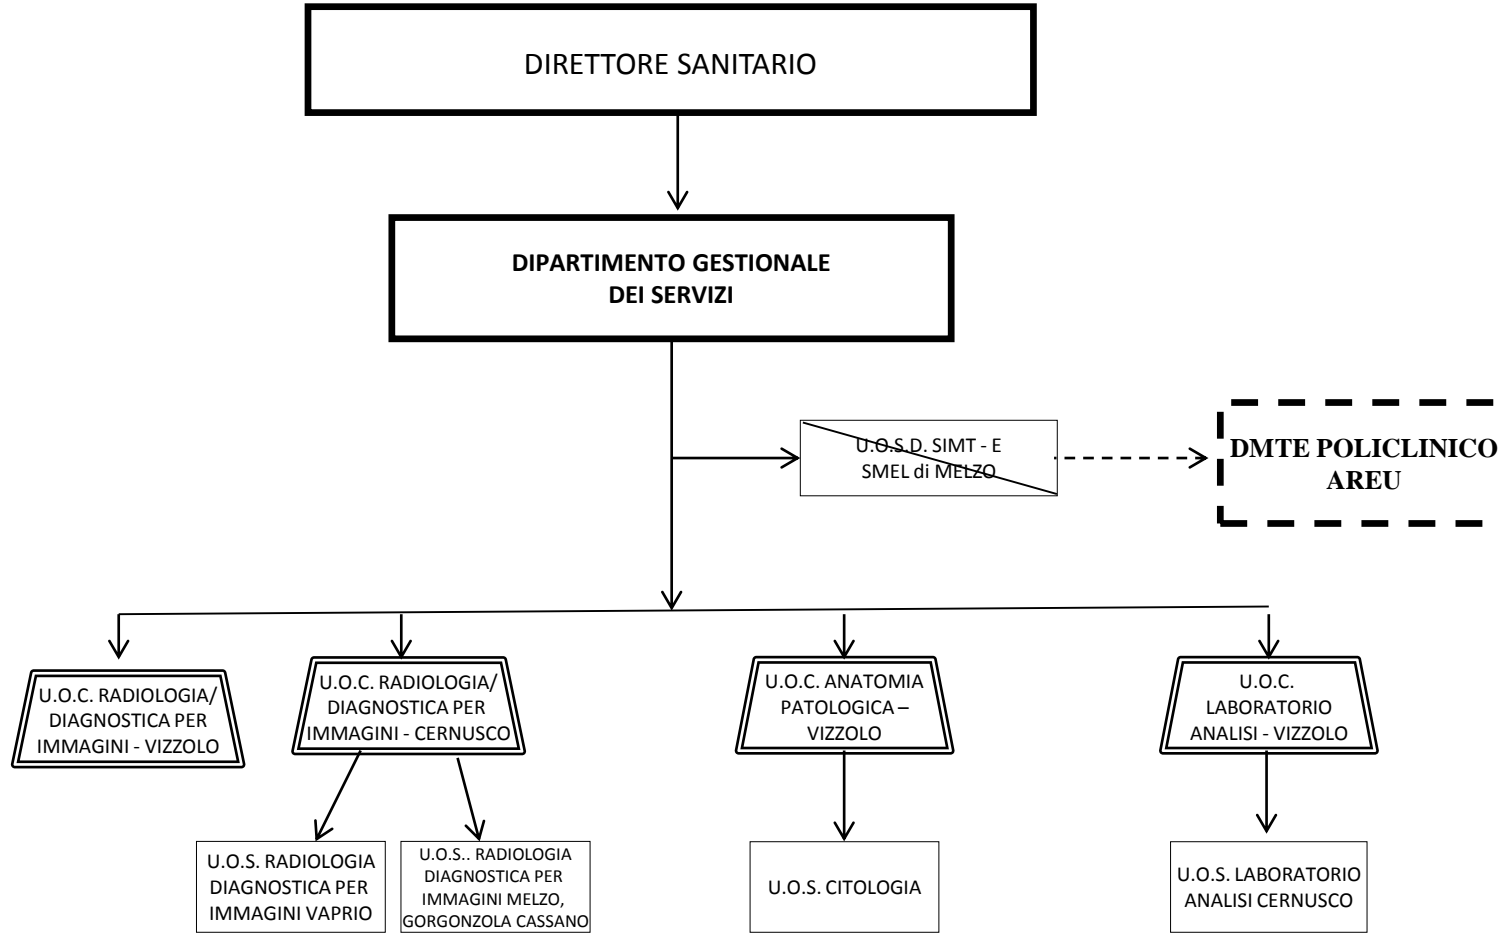 DIRETTORE SANITARIO
DIPARTIMENTO GESTIONALE
DEI SERVIZI
U.O.S.D. SIMT - E
SMEL di MELZO
DMTE POLICLINICO
AREU
U.O.C. RADIOLOGIA/
DIAGNOSTICA PER
IMMAGINI - VIZZOLO
U.O.C. RADIOLOGIA/
DIAGNOSTICA PER
IMMAGINI - CERNUSCO
U.O.C. ANATOMIA
PATOLOGICA –
VIZZOLO
U.O.C.
LABORATORIO
ANALISI - VIZZOLO
U.O.S. RADIOLOGIA
DIAGNOSTICA PER
IMMAGINI VAPRIO
U.O.S.. RADIOLOGIA
DIAGNOSTICA PER
IMMAGINI MELZO,
GORGONZOLA CASSANO
U.O.S. CITOLOGIA
U.O.S. LABORATORIO
ANALISI CERNUSCO